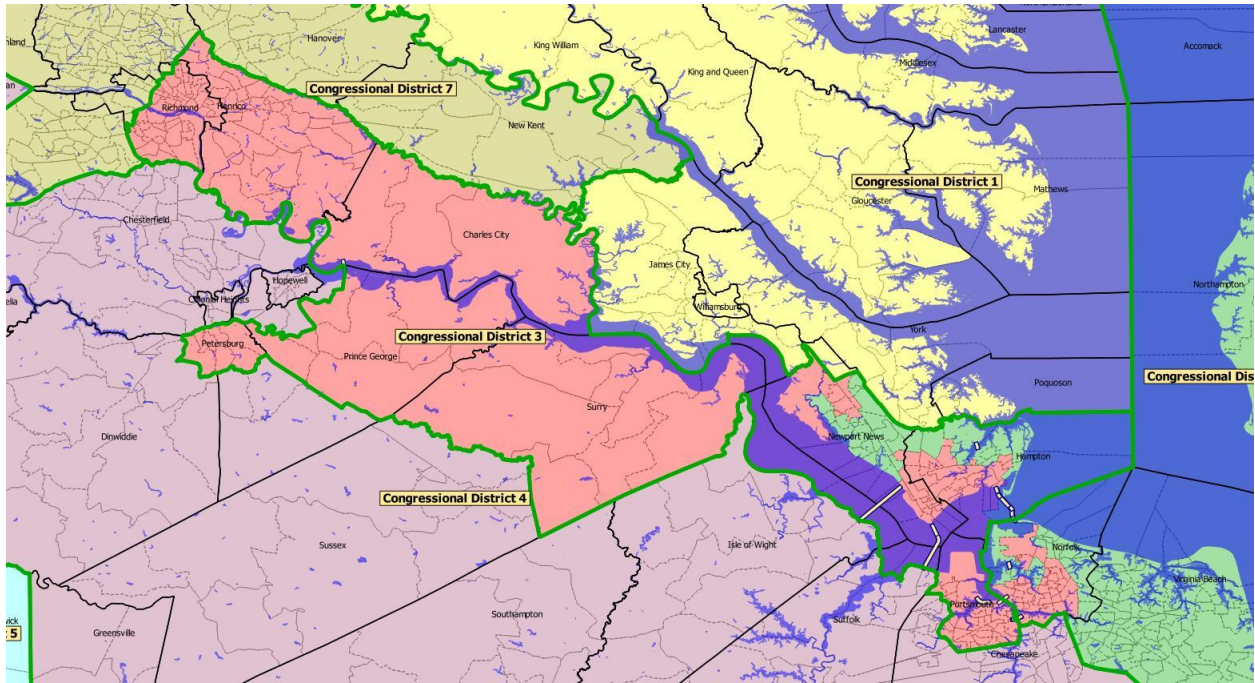 Lancaster
Accomack
Hanover
King William
Middlesex
King and Queen
Congressional District 7
Richmond
Henrico
New Kent
Congressional District 1
Mathews
Gloucester
Chesterfield
Charles City
James City
Hopewell
Northampton
Colonial Heights
Williamsburg
York
Petersburg
Congressional District 3
Prince George
Poquoson
Congressional Dis
Surry
Dinwiddie
Newport News
Hampton
Congressional District 4
Sussex
Isle of Wight
Norfolk
Virginia Beach
Southampton
Portsmouth
Suffolk
Greensville
wick
t 5
Chesapeake